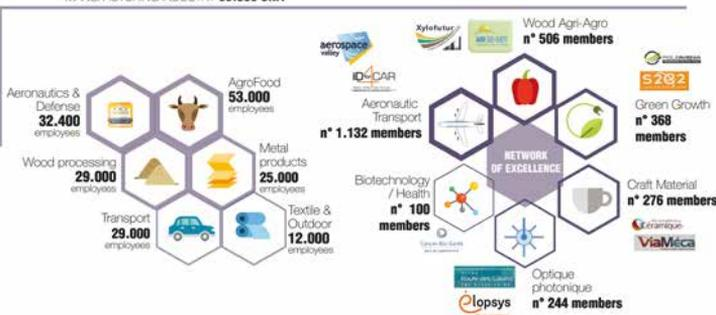 Aeronautics &
Defense
32.400
employees
AgroFood
53.000
employees
Wood processing
29.000
employees
Metal
products
25.000
employees
Transport
29.000
employees
Textile &
Outdoor
12.000
employees
aerospace
valley
Xylofutur
Wood Agri-Agro
n° 506 members
ID4CAR
Aeronautic
Transport
n° 1.132 members
S2E2
Green Growth
n° 368
members
NETWORK
OF EXCELLENCE
Biotechnology
/ Health
n° 100
members
Craft Material
n° 276 members
Céramique
ViaMéca
Optique
photonique
n° 244 members
élopsys